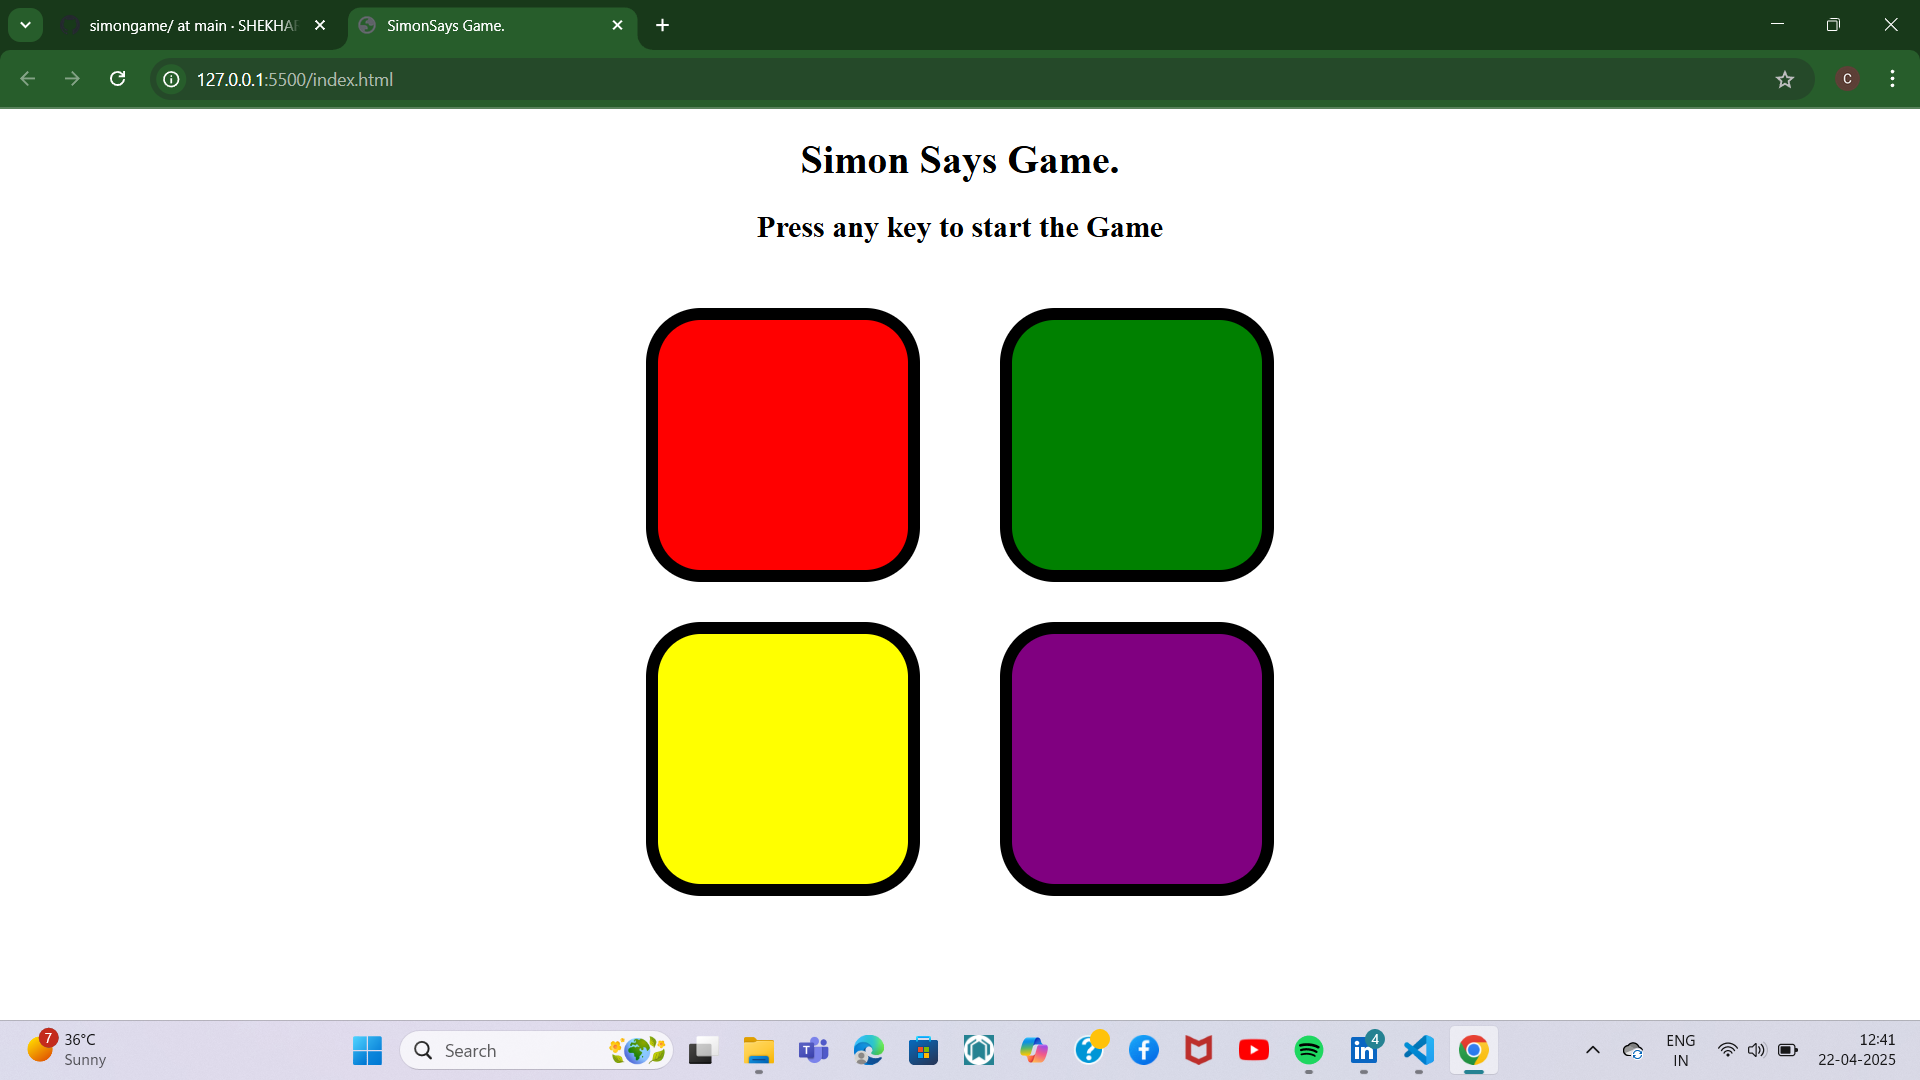 simongame/ at main · SHEKHAR
SimonSays Game.
127.0.0.1:5500/index.html
C
Simon Says Game.
Press any key to start the Game
7
36°C
Sunny
Search
T
4
ENG
IN
12:41
22-04-2025